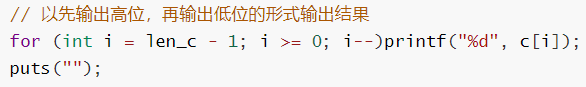 // 以先输出高位，再输出低位的形式输出结果
for (int i = len_c - 1; i >= 0; i--)printf("%d", c[i]);
puts("");